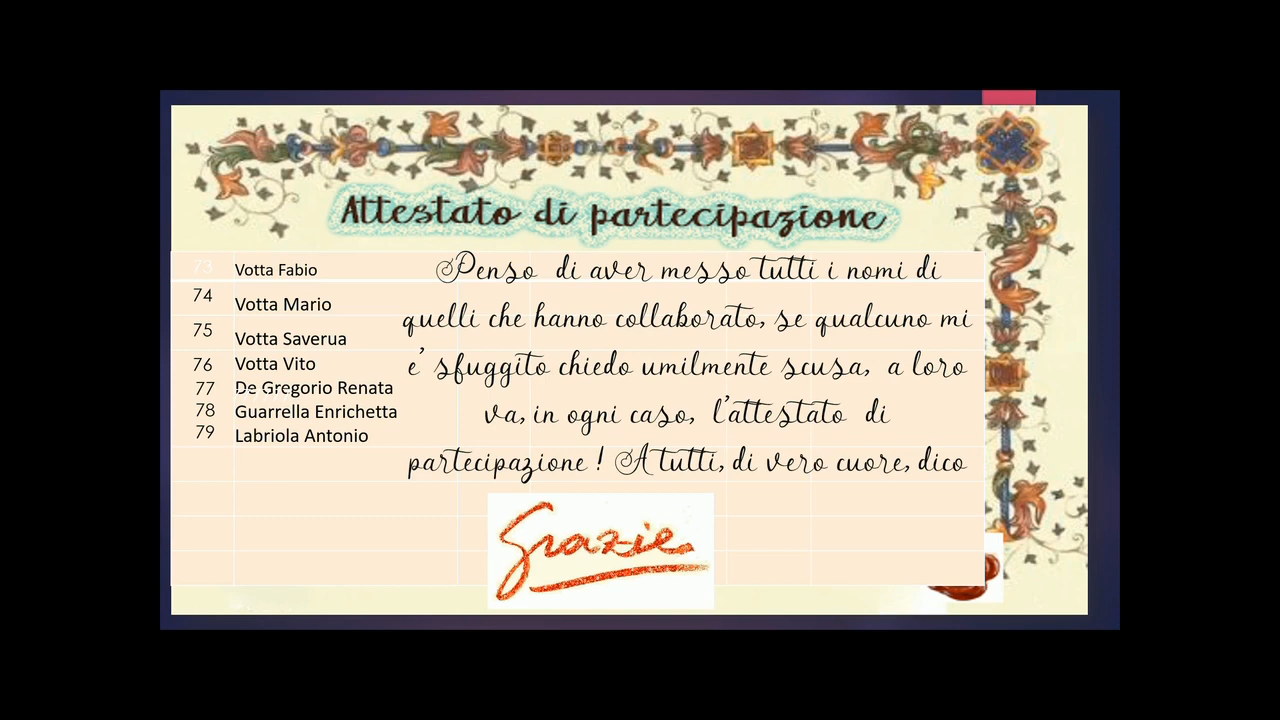 Attestato di partecipazione
73 Votta Fabio
74 Votta Mario
75 Votta Saverua
76 Votta Vito
77 De Gregorio Renata
78 Guarrella Enrichetta
79 Labriola Antonio
Penso di aver messo tutti i nomi di
quelli che hanno collaborato, se qualcuno mi
e' sfuggito chiedo umilmente scusa, a loro
va, in ogni caso, l'attestato di
partecipazione ! A tutti, di vero cuore, dico
Grazie